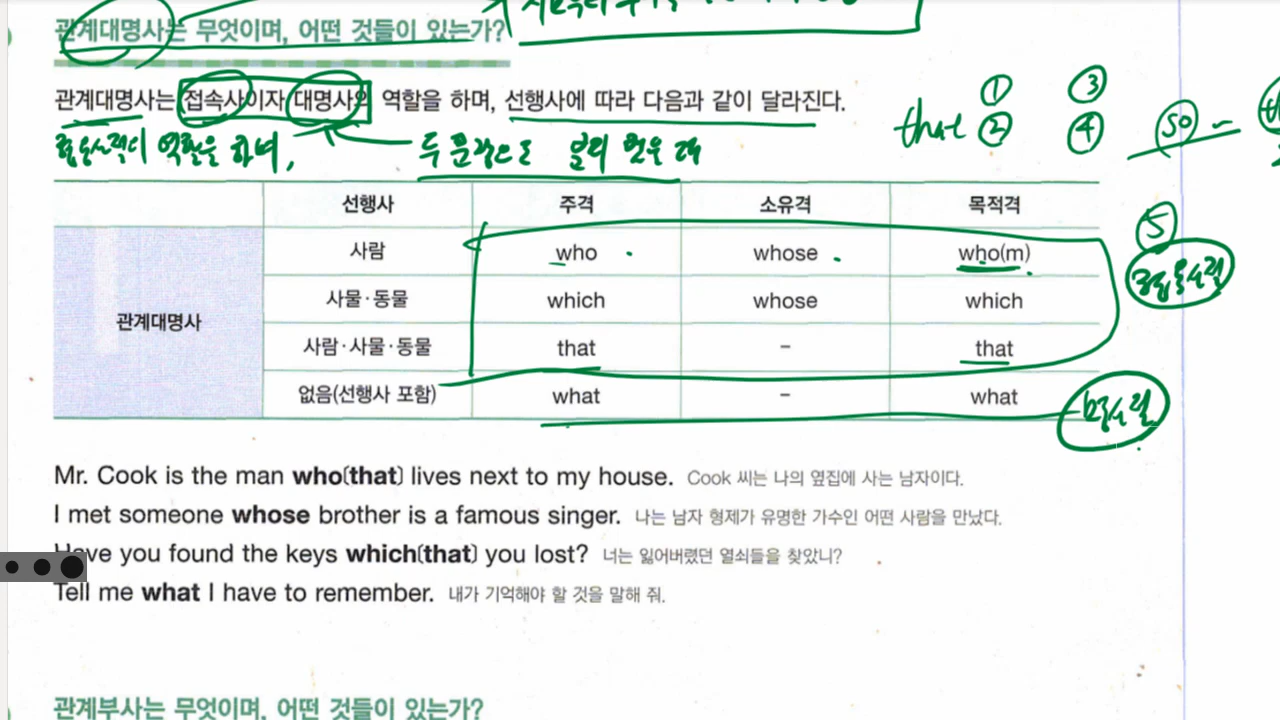 관계대명사는 무엇이며, 어떤 것들이 있는가?
관계대명사는 접속사이자 대명사의 역할을 하며, 선행사에 따라 다음과 같이 달라진다.
that ① ③
② ④ so -
역할을 하며, 두 문장으로
선행사 주격 소유격 목적격
⑤
사람 who whose who(m)
사물·동물 which whose which
관계대명사
사람·사물·동물 that - that
없음(선행사 포함) what - what
Mr. Cook is the man who(that) lives next to my house. Cook 씨는 나의 옆집에 사는 남자이다.
I met someone whose brother is a famous singer. 나는 남자 형제가 유명한 가수인 어떤 사람을 만났다.
Have you found the keys which(that) you lost? 너는 잃어버렸던 열쇠들을 찾았니?
Tell me what I have to remember. 내가 기억해야 할 것을 말해 줘.
관계부사는 무엇이며, 어떤 것들이 있는가?